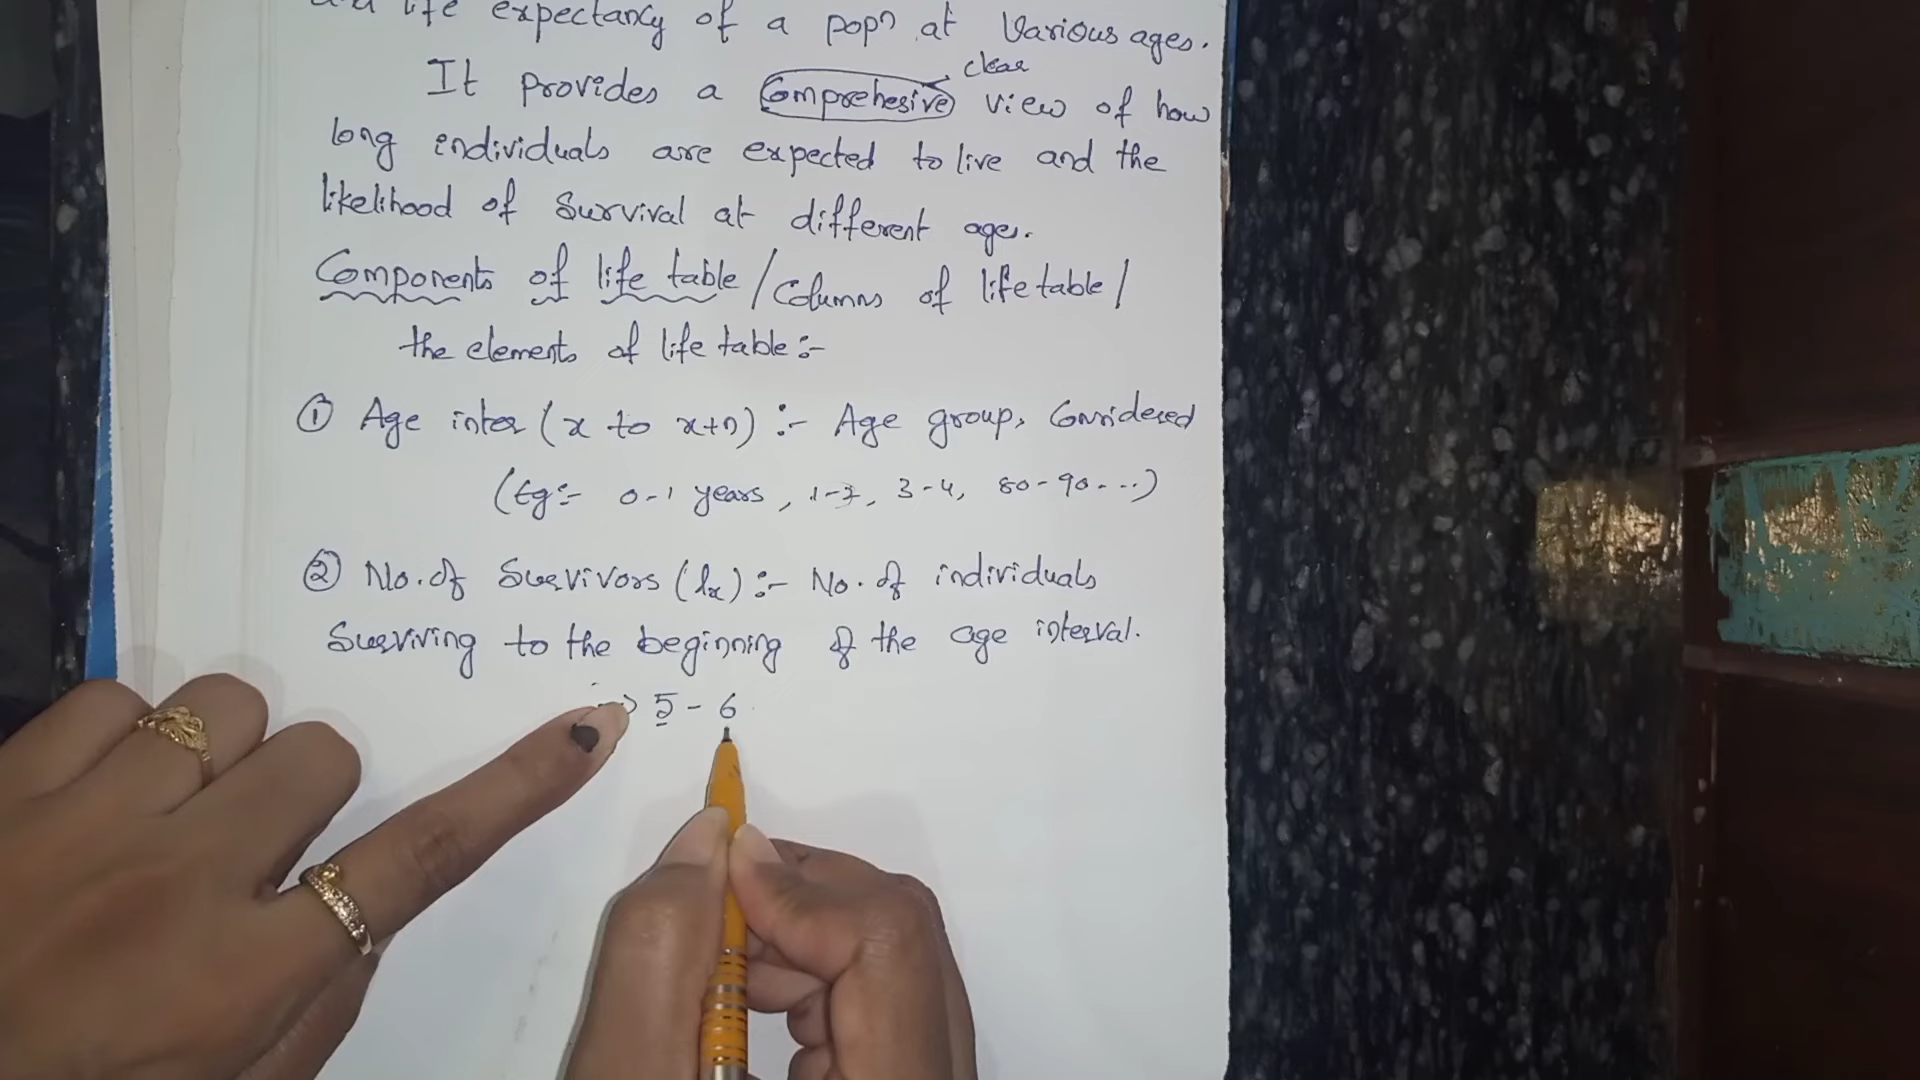 life expectancy of a popn at Various ages.
clear
It provides a Comprehesive view of how
long individuals are expected to live and the
likelihood of Survival at different ages.
Components of life table / Columns of life table /
the elements of life table :-
① Age inter (x to x+n) :- Age groups Considered
(Eg:- 0-1 years, 1-2, 3-4, 80-90...)
② No. of Survivors (lx) :- No. of individuals
Surviving to the beginning of the age interval.
5 - 6